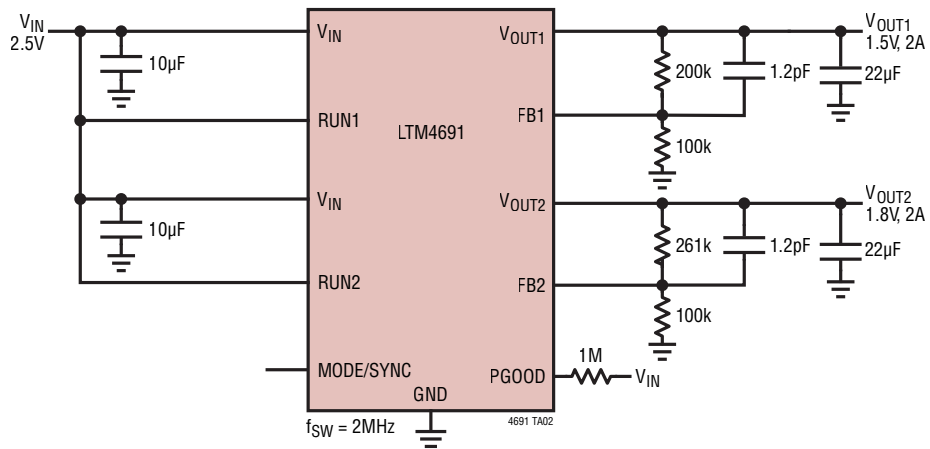 VIN
2.5V
10µF
10µF
VIN
RUN1
VIN
RUN2
MODE/SYNC
LTM4691
GND
VOUT1
FB1
VOUT2
FB2
PGOOD
200k
1.2pF
22µF
100k
VOUT1
1.5V, 2A
261k
1.2pF
22µF
100k
VOUT2
1.8V, 2A
1M
VIN
fSW = 2MHz
4691 TA02